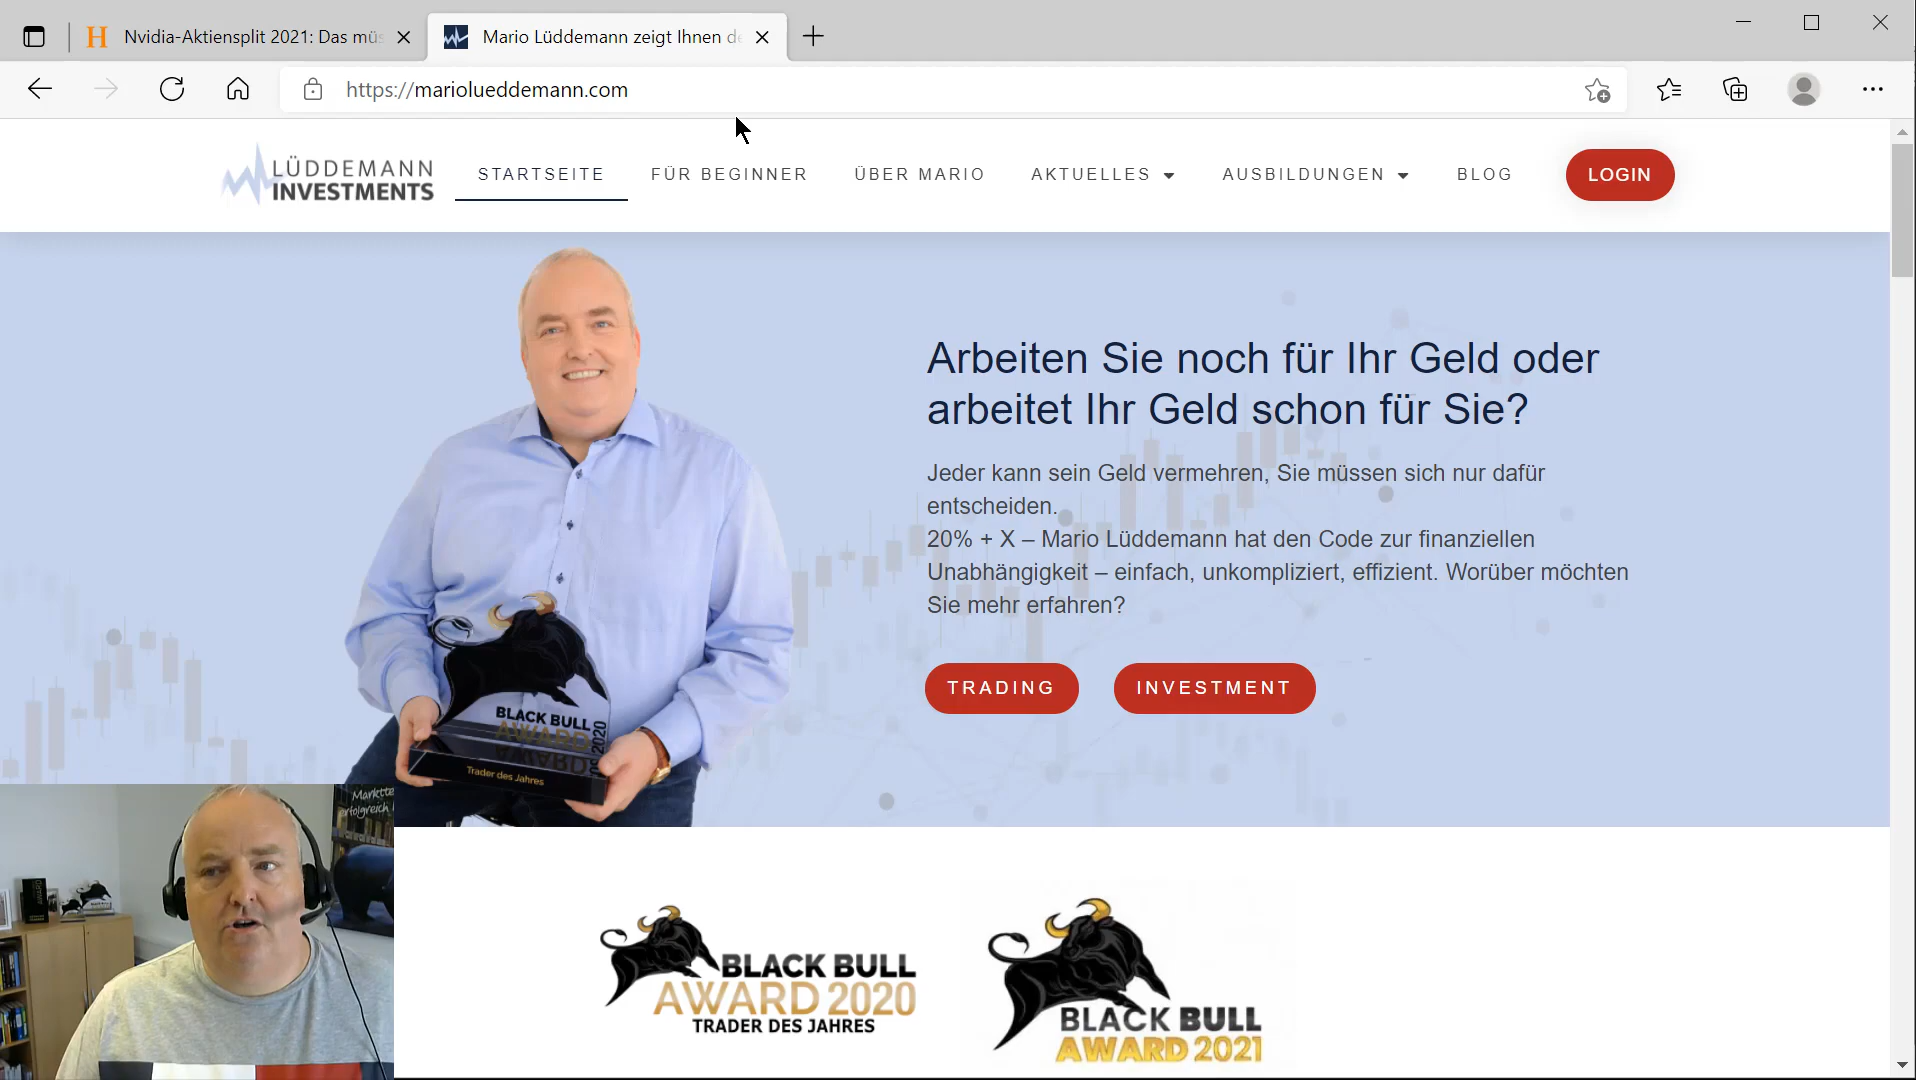 Nvidia-Aktiensplit 2021: Das müs
Mario Lüddemann zeigt Ihnen de
https://mariolueddemann.com
LÜDDEMANN
INVESTMENTS
STARTSEITE
FÜR BEGINNER
ÜBER MARIO
AKTUELLES
AUSBILDUNGEN
BLOG
LOGIN
Arbeiten Sie noch für Ihr Geld oder
arbeitet Ihr Geld schon für Sie?
Jeder kann sein Geld vermehren, Sie müssen sich nur dafür
entscheiden.
20% + X – Mario Lüddemann hat den Code zur finanziellen
Unabhängigkeit – einfach, unkompliziert, effizient. Worüber möchten
Sie mehr erfahren?
TRADING
INVESTMENT
BLACK BULL
AWARD
2020
Trader des Jahres
Marktte
erfolgreich
BLACK BULL
AWARD 2020
TRADER DES JAHRES
BLACK BULL
AWARD 2021